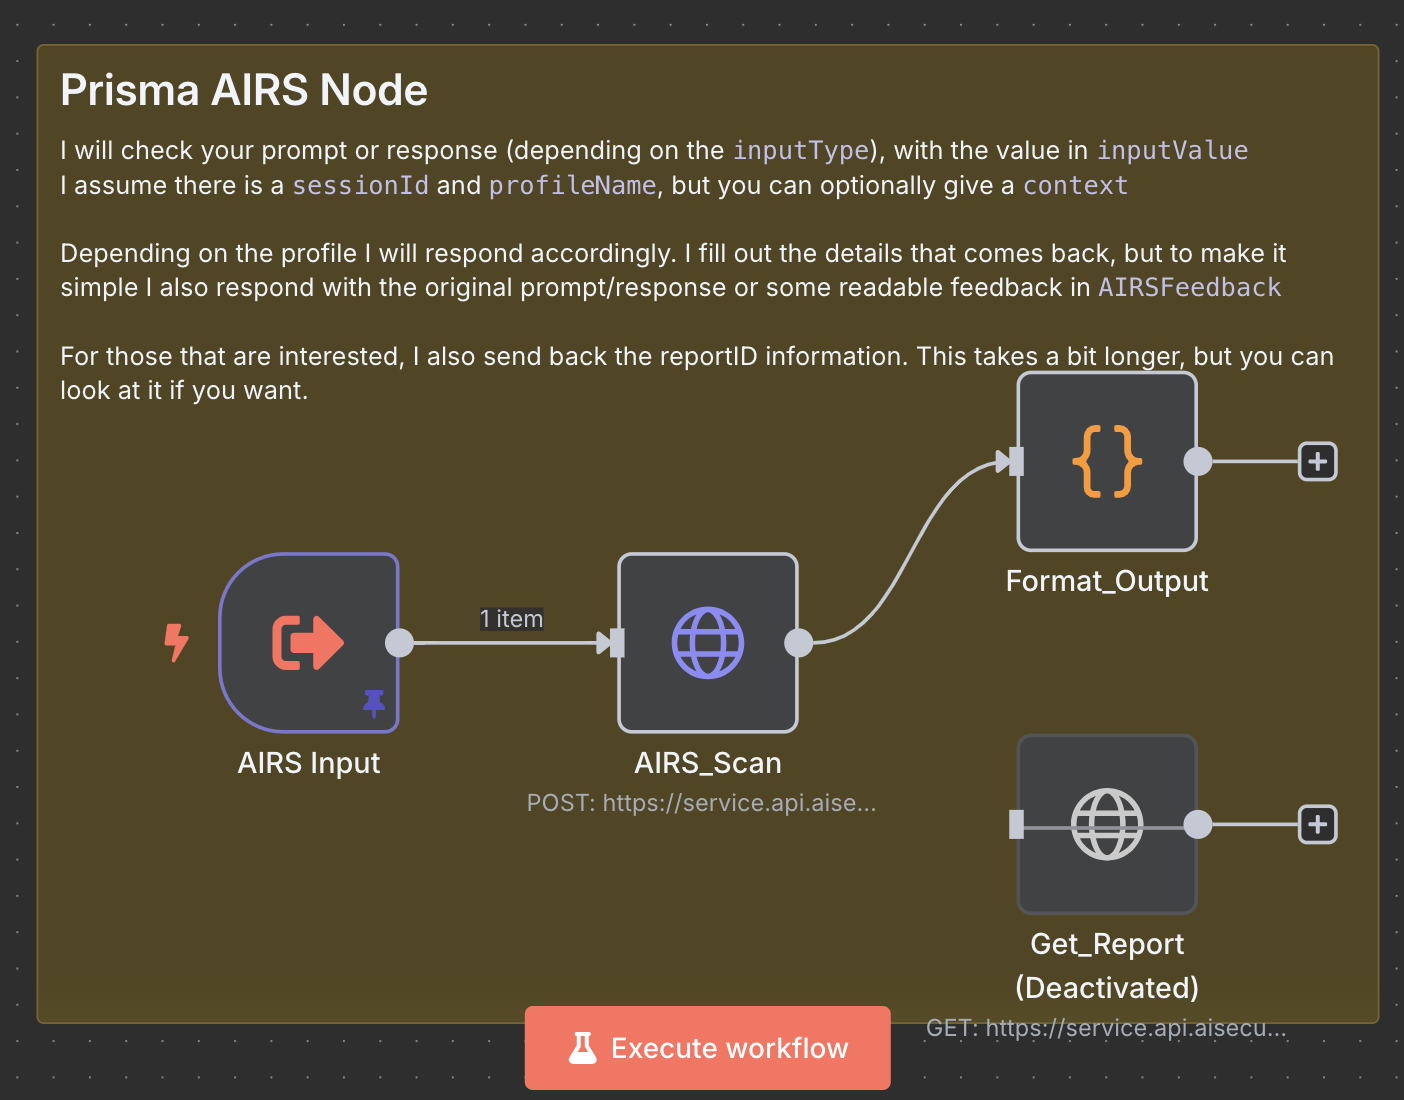 Prisma AIRS Node
I will check your prompt or response (depending on the inputType), with the value in inputValue
I assume there is a sessionId and profileName, but you can optionally give a context
Depending on the profile I will respond accordingly. I fill out the details that comes back, but to make it
simple I also respond with the original prompt/response or some readable feedback in AIRSFeedback
For those that are interested, I also send back the reportID information. This takes a bit longer, but you can
look at it if you want.
{}
Format_Output
1 item
AIRS Input
AIRS_Scan
POST: https://service.api.aise...
Get_Report
(Deactivated)
GET: https://service.api.aisecu...
Execute workflow